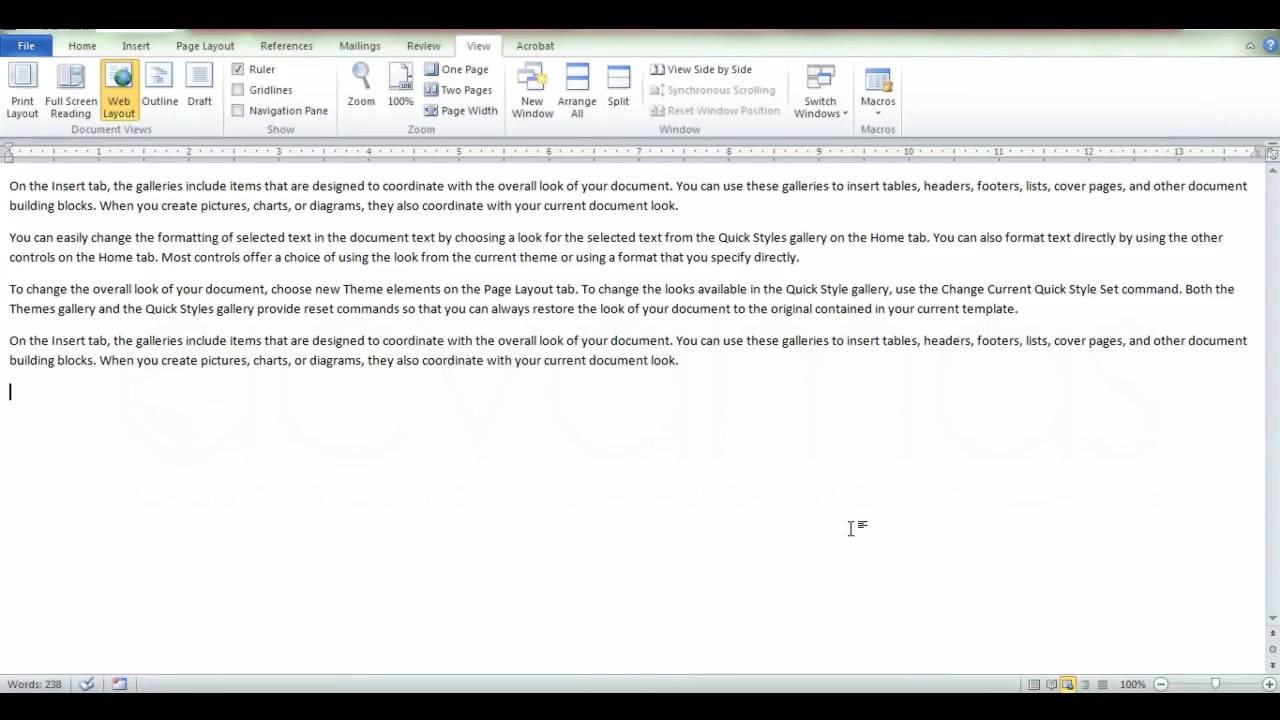 File Home Insert Page Layout References Mailings Review View Acrobat
Print Layout Full Screen Reading Web Layout Outline Draft
Document Views
Ruler
Gridlines
Navigation Pane
Show
Zoom 100% One Page
Two Pages
Page Width
Zoom
New Window Arrange All Split View Side by Side
Synchronous Scrolling
Reset Window Position
Switch Windows
Window
Macros
Macros
1 2 3 4 5 6 7 8 9 10 11 12 13
On the Insert tab, the galleries include items that are designed to coordinate with the overall look of your document. You can use these galleries to insert tables, headers, footers, lists, cover pages, and other document
building blocks. When you create pictures, charts, or diagrams, they also coordinate with your current document look.
You can easily change the formatting of selected text in the document text by choosing a look for the selected text from the Quick Styles gallery on the Home tab. You can also format text directly by using the other
controls on the Home tab. Most controls offer a choice of using the look from the current theme or using a format that you specify directly.
To change the overall look of your document, choose new Theme elements on the Page Layout tab. To change the looks available in the Quick Style gallery, use the Change Current Quick Style Set command. Both the
Themes gallery and the Quick Styles gallery provide reset commands so that you can always restore the look of your document to the original contained in your current template.
On the Insert tab, the galleries include items that are designed to coordinate with the overall look of your document. You can use these galleries to insert tables, headers, footers, lists, cover pages, and other document
building blocks. When you create pictures, charts, or diagrams, they also coordinate with your current document look.
Words: 238 100%